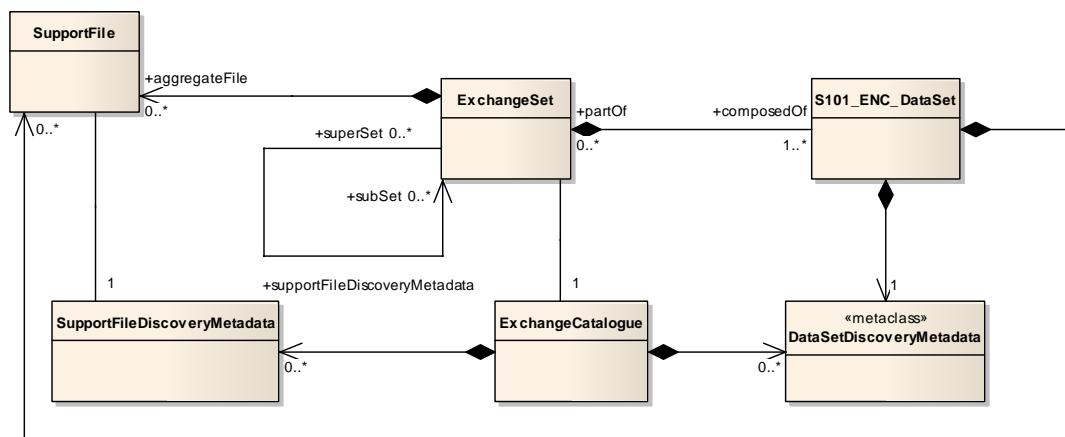 SupportFile
+aggregateFile
0..*
0..*
ExchangeSet
+superSet 0..*
+subSet 0..*
+partOf
0..*
+composedOf
1..*
S101_ENC_DataSet
1
+supportFileDiscoveryMetadata
1
1
SupportFileDiscoveryMetadata
0..*
ExchangeCatalogue
0..*
«metaclass»
DataSetDiscoveryMetadata